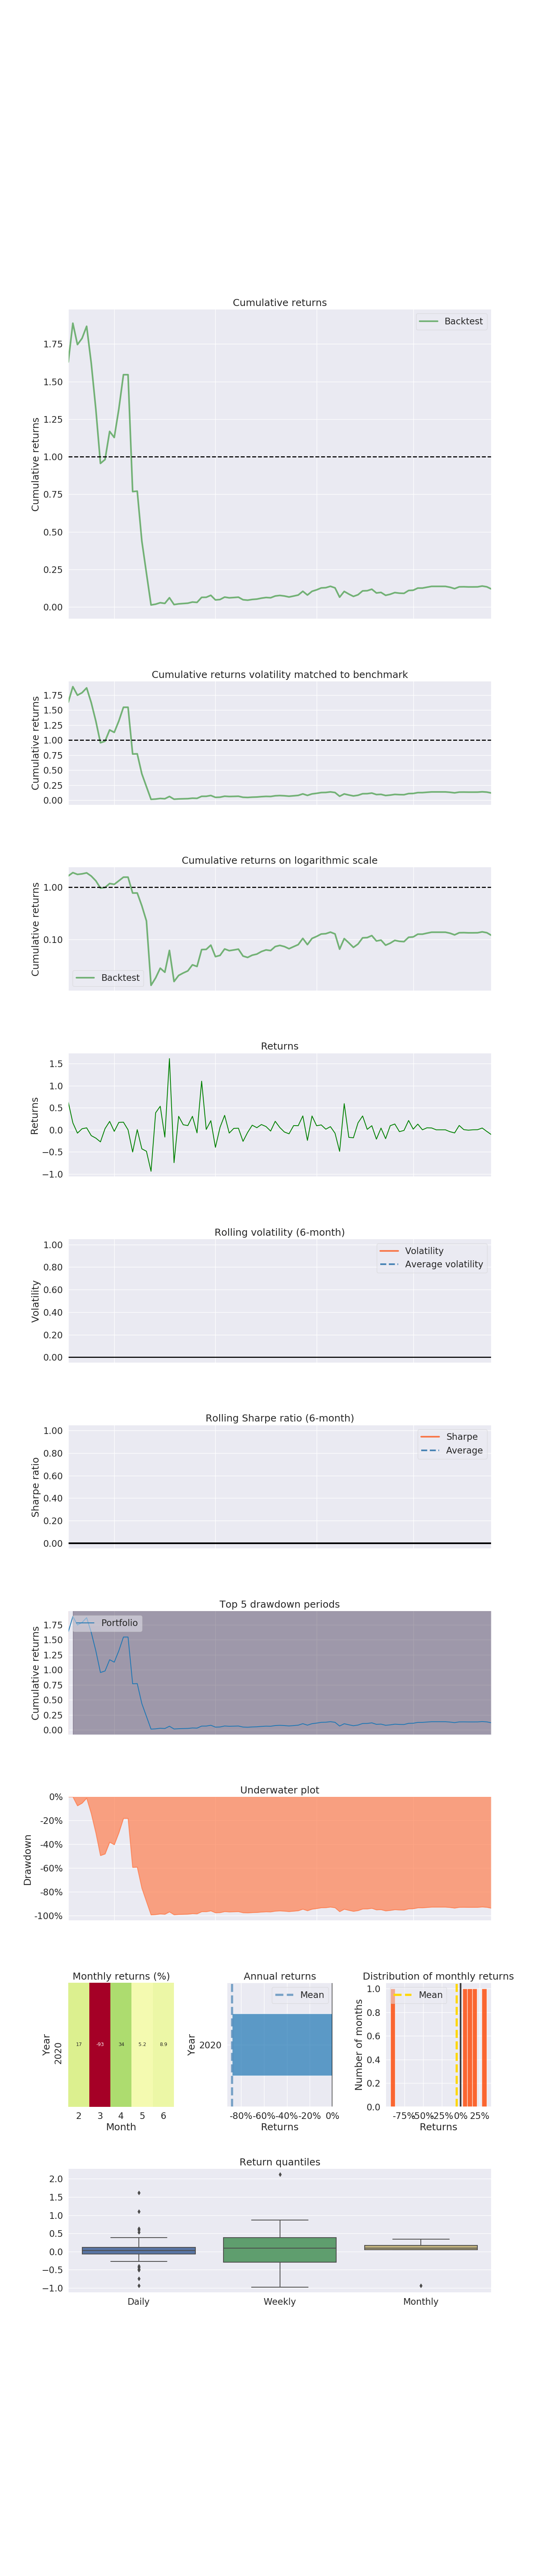 Cumulative returns
Backtest
Cumulative returns
1.75
1.50
1.25
1.00
0.75
0.50
0.25
0.00
Cumulative returns volatility matched to benchmark
Cumulative returns
1.75
1.50
1.25
1.00
0.75
0.50
0.25
0.00
Cumulative returns on logarithmic scale
Cumulative returns
1.00
0.10
Backtest
Returns
Returns
1.5
1.0
0.5
0.0
−0.5
−1.0
Rolling volatility (6-month)
Volatility
1.00
0.80
0.60
0.40
0.20
0.00
Volatility
Average volatility
Rolling Sharpe ratio (6-month)
Sharpe ratio
1.00
0.80
0.60
0.40
0.20
0.00
Sharpe
Average
Top 5 drawdown periods
Cumulative returns
1.75
1.50
1.25
1.00
0.75
0.50
0.25
0.00
Portfolio
Underwater plot
Drawdown
0%
-20%
-40%
-60%
-80%
-100%
Monthly returns (%)
Year
2020
17 -93 34 5.2 8.9
2 3 4 5 6
Month
Annual returns
Mean
Year
2020
-80% -60% -40% -20% 0%
Returns
Distribution of monthly returns
Mean
Number of months
1.0
0.8
0.6
0.4
0.2
0.0
-75% -50% -25% 0% 25%
Returns
Return quantiles
2.0
1.5
1.0
0.5
0.0
−0.5
−1.0
Daily Weekly Monthly